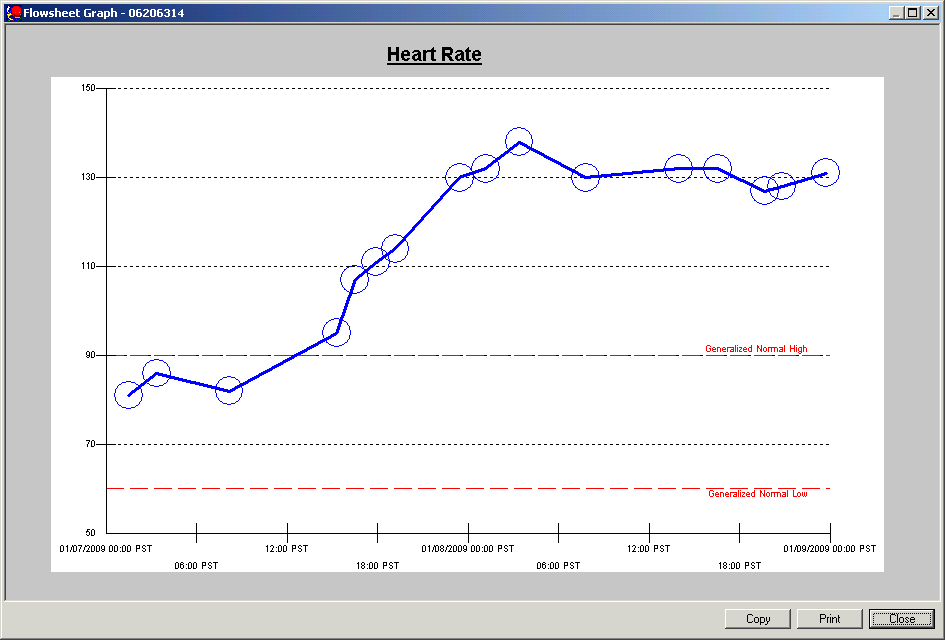 Flowsheet Graph - 06206314
Heart Rate
150
130
110
90
Generalized Normal High
70
Generalized Normal Low
50
01/07/2009 00:00 PST
12:00 PST
01/08/2009 00:00 PST
12:00 PST
01/09/2009 00:00 PST
06:00 PST
18:00 PST
06:00 PST
18:00 PST
Copy
Print
Close